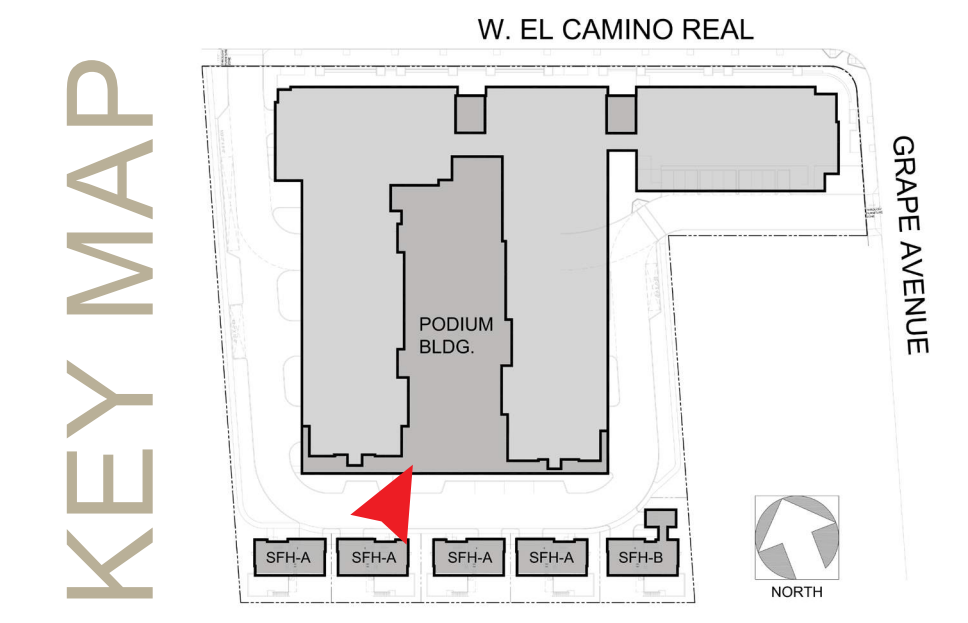 KEY MAP
W. EL CAMINO REAL
GRAPE AVENUE
PODIUM
BLDG.
SFH-A
SFH-A
SFH-A
SFH-A
SFH-B
NORTH